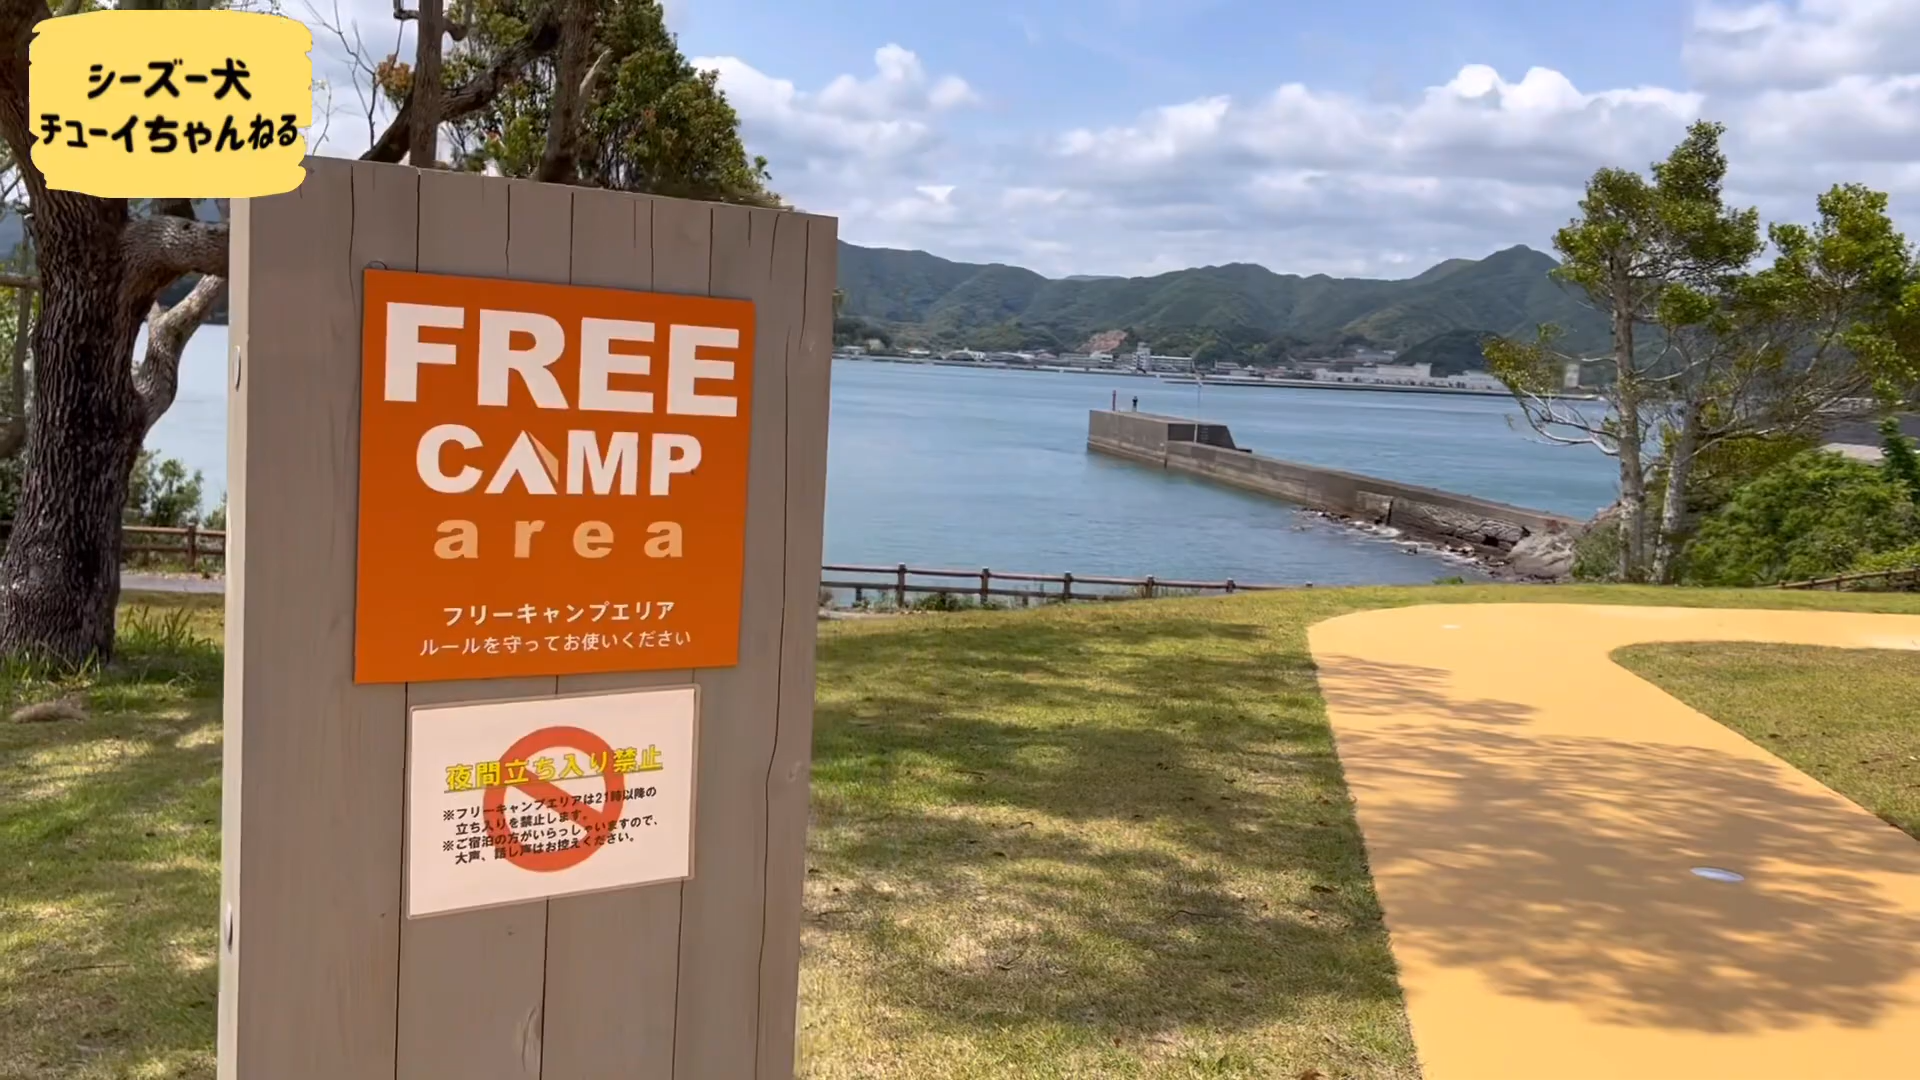 シーズー犬
チューイちゃんねる
FREE
CAMP
area
フリーキャンプエリア
ルールを守ってお使いください
夜間立ち入り禁止
※フリーキャンプエリアは21時以降の
立ち入りを禁止します。
※ご宿泊の方がいらっしゃいますので、
大声、話し声はお控えください。